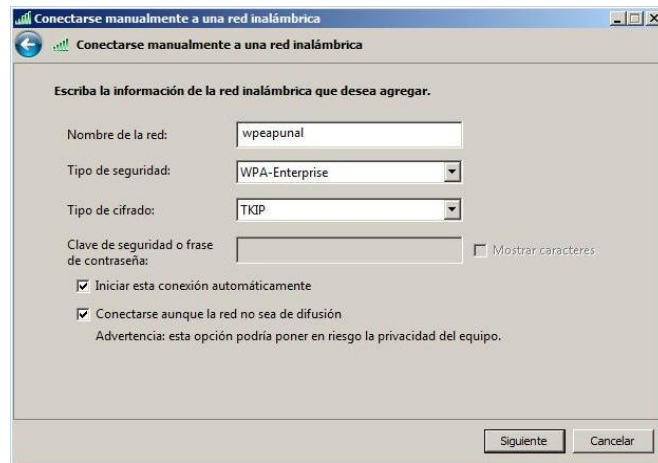 Conectarse manualmente a una red inalámbrica
Conectarse manualmente a una red inalámbrica
Escriba la información de la red inalámbrica que desea agregar.
Nombre de la red: wpeapunal
Tipo de seguridad: WPA-Enterprise
Tipo de cifrado: TKIP
Clave de seguridad o frase
de contraseña: Mostrar caracteres
Iniciar esta conexión automáticamente
Conectarse aunque la red no sea de difusión
Advertencia: esta opción podría poner en riesgo la privacidad del equipo.
Siguiente Cancelar